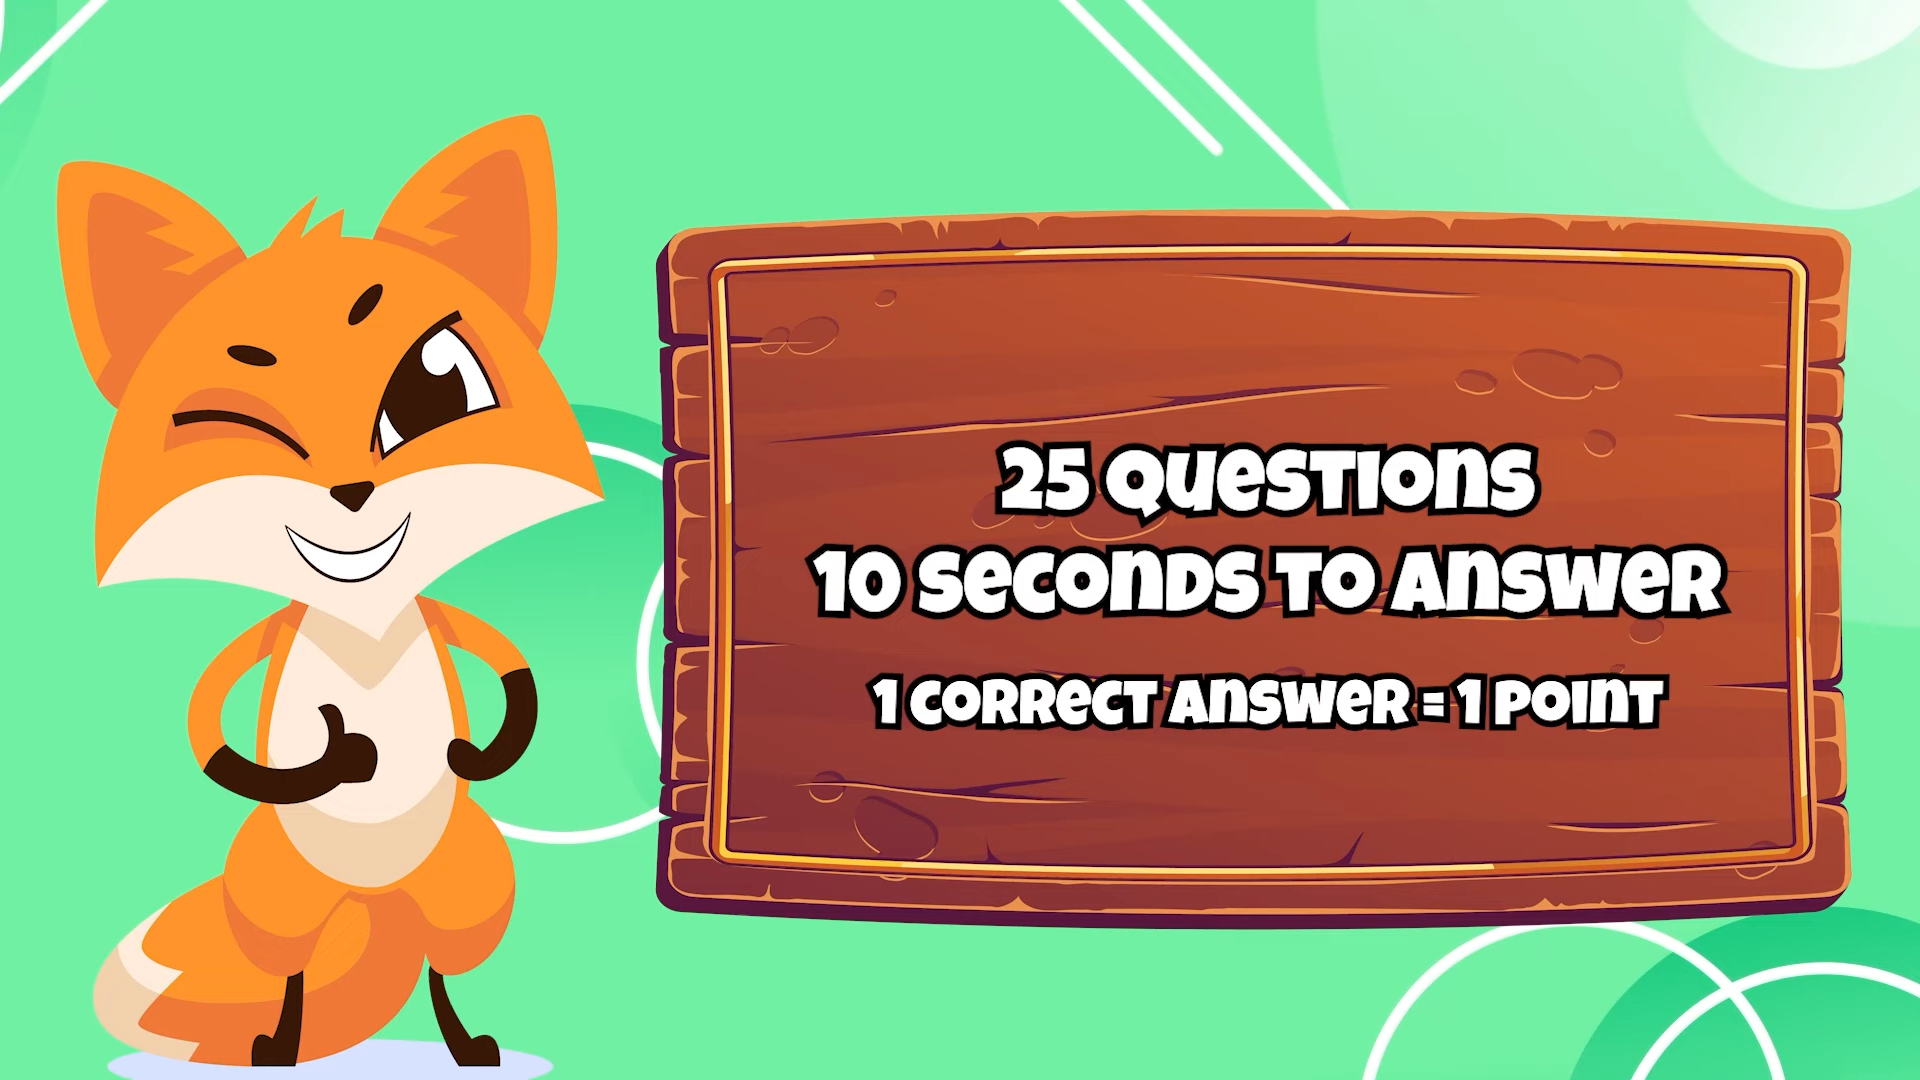 25 Questions
10 seconds to answer
1 correct answer = 1 point